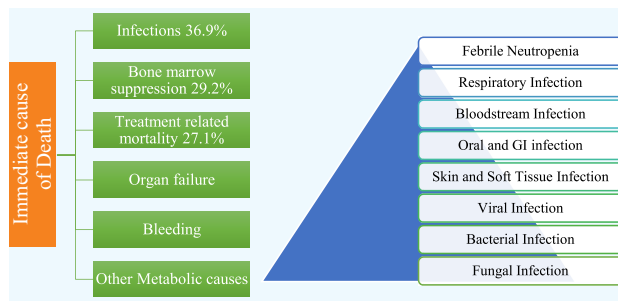 Immediate cause
of Death
Infections 36.9%
Bone marrow
suppression 29.2%
Treatment related
mortality 27.1%
Organ failure
Bleeding
Other Metabolic causes
Febrile Neutropenia
Respiratory Infection
Bloodstream Infection
Oral and GI infection
Skin and Soft Tissue Infection
Viral Infection
Bacterial Infection
Fungal Infection